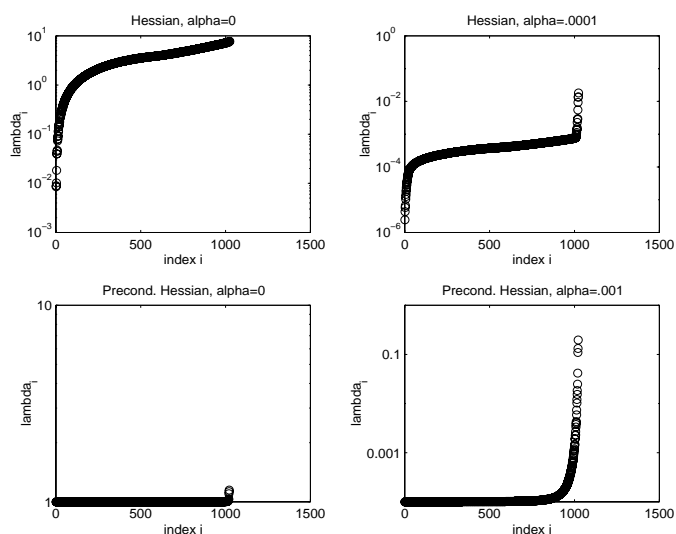 Hessian, alpha=0
10^1
10^0
10^-1
10^-2
10^-3
lambda_i
0 500 1000 1500
index i
Hessian, alpha=.0001
10^0
10^-2
10^-4
10^-6
lambda_i
0 500 1000 1500
index i
Precond. Hessian, alpha=0
10
1
lambda_i
0 500 1000 1500
index i
Precond. Hessian, alpha=.001
0.1
0.001
lambda_i
0 500 1000 1500
index i